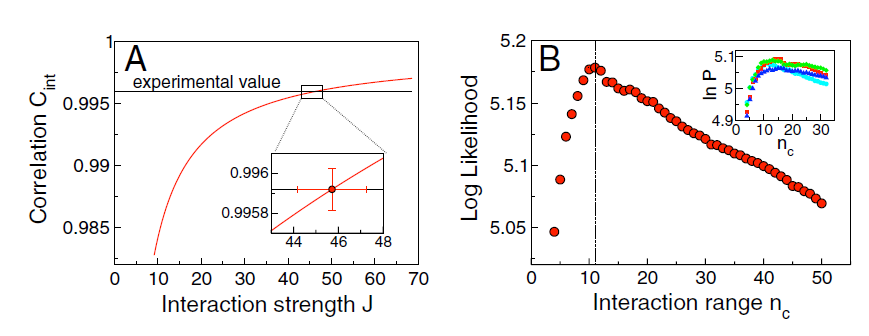 A
experimental value
Correlation C_int
1
0.995
0.99
0.985
0 10 20 30 40 50 60 70
Interaction strength J
0.996
0.9958
44 46 48
B
Log Likelihood
5.2
5.15
5.1
5.05
0 10 20 30 40 50
Interaction range n_c
ln P
5.1
5
4.9
0 10 20 30
n_c